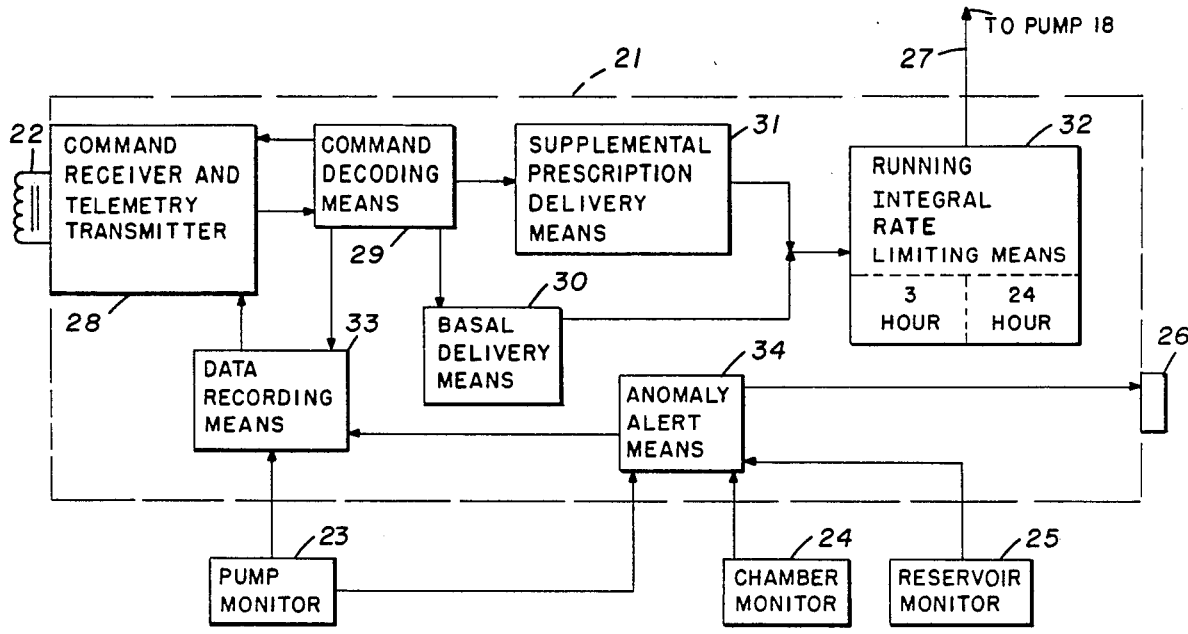 TO PUMP 18
27
21
22
COMMAND
RECEIVER AND
TELEMETRY
TRANSMITTER
28
COMMAND
DECODING
MEANS
29
SUPPLEMENTAL
PRESCRIPTION
DELIVERY
MEANS
31
32
RUNNING
INTEGRAL
RATE
LIMITING MEANS
3
HOUR
24
HOUR
30
BASAL
DELIVERY
MEANS
33
DATA
RECORDING
MEANS
34
ANOMALY
ALERT
MEANS
26
23
PUMP
MONITOR
24
CHAMBER
MONITOR
25
RESERVOIR
MONITOR